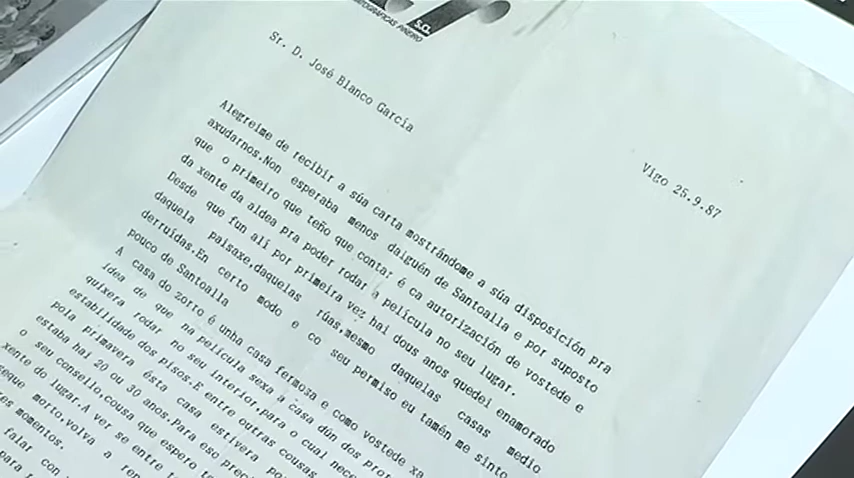 s.a.
MATOGRÁFICAS PIÑEIRO
Sr. D. José Blanco García
Vigo 25.9.87
Alegreime de recibir a súa carta mostrándome a súa disposición pra
axudarnos.Non esperaba menos daiguén de Santoalla e por suposto
que o primeiro que teño que contar é ca autorización de vostede e
da xente da aldea pra poder rodar a película no seu lugar.
Desde que fun alí por primeira vez hai dous anos quedei enamorado
daquela paisaxe,daquelas rúas,mesmo daquelas casas medio
derruídas.En certo modo e co seu permiso eu tamén me sinto
pouco de Santoalla
A casa do Zorro é unha casa fermosa e como vostede xa
idea de que na película sexa a casa dún dos
quixera rodar no seu interior,para o cual
estabilidade dos pisos.E entre outras cousas
pola primavera ésta casa estivera
estaba hai 20 ou 30 anos.Para eso
o seu consello,cousa que espero
xente do lugar.A ver se entre
seque morto,volva a
momentos.
falar con
para